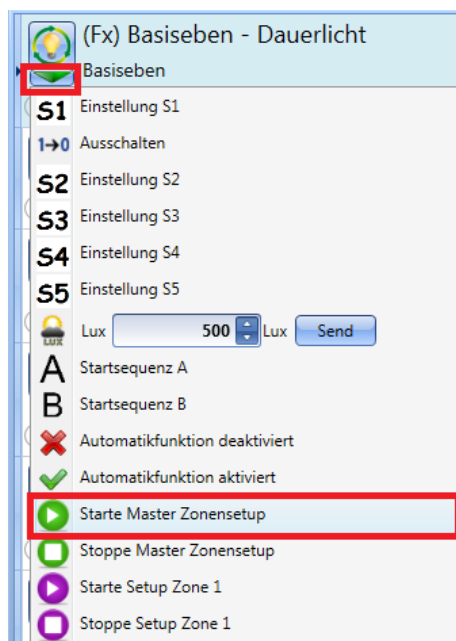 (Fx) Basiseben - Dauerlicht
Basiseben
S1 Einstellung S1
1→0 Ausschalten
S2 Einstellung S2
S3 Einstellung S3
S4 Einstellung S4
S5 Einstellung S5
LUX Lux 500 Lux Send
A Startsequenz A
B Startsequenz B
Automatikfunktion deaktiviert
Automatikfunktion aktiviert
Starte Master Zonensetup
Stoppe Master Zonensetup
Starte Setup Zone 1
Stoppe Setup Zone 1